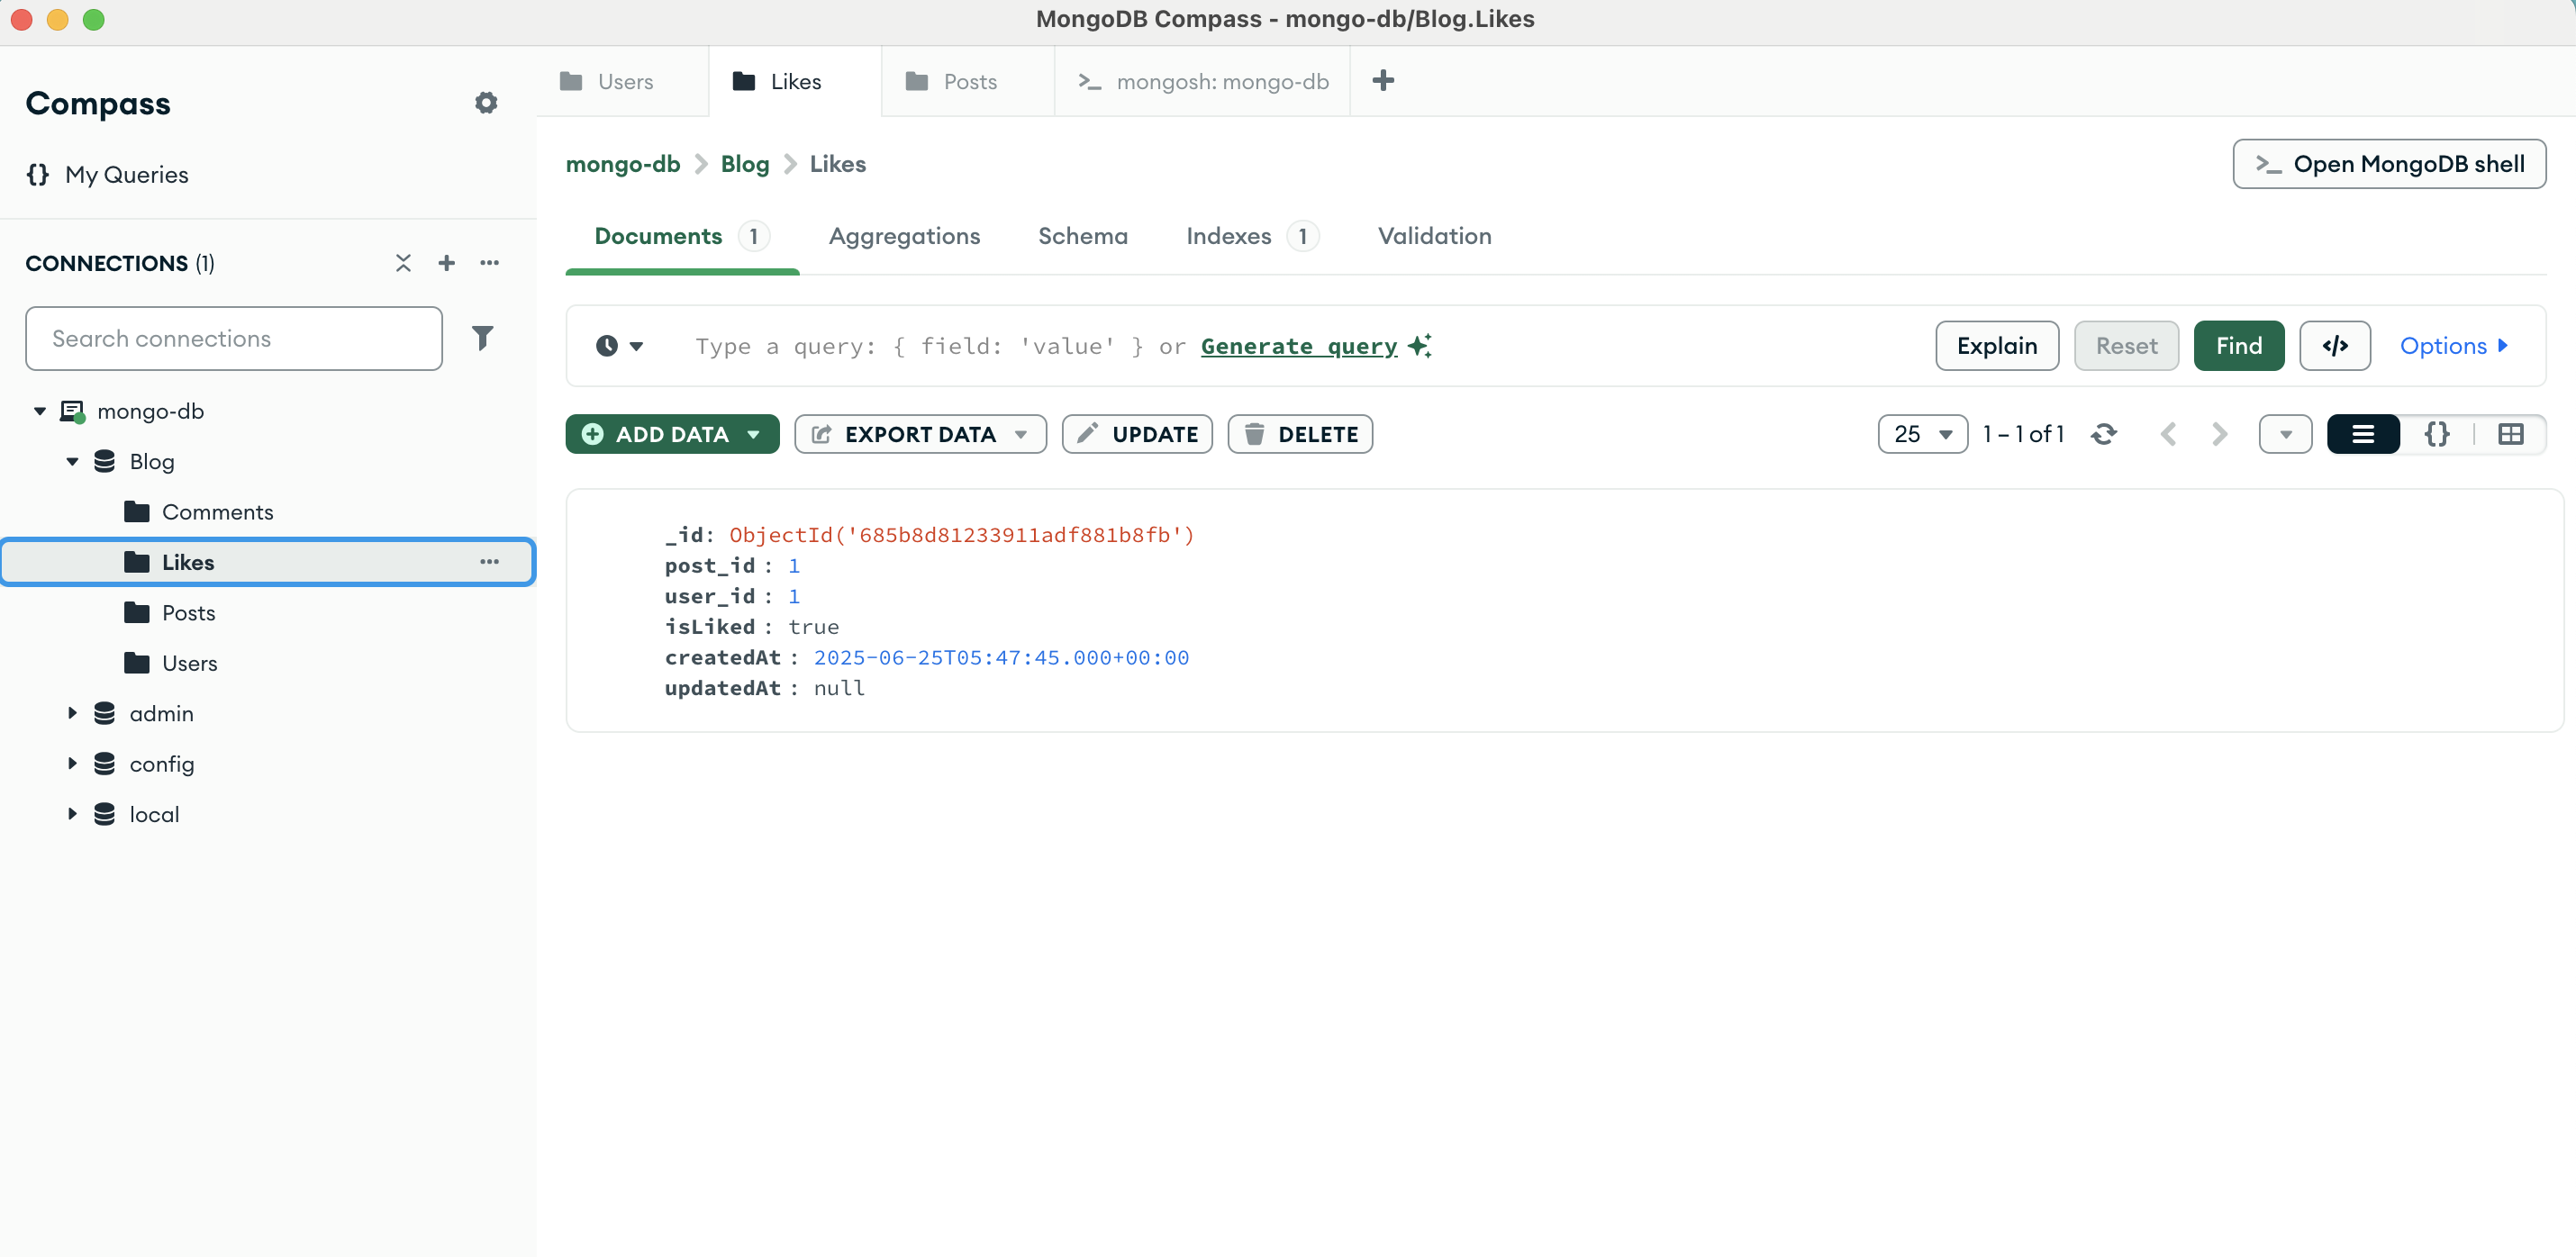 MongoDB Compass - mongo-db/Blog.Likes
Compass
{} My Queries
CONNECTIONS (1)
Search connections
mongo-db
Blog
Comments
Likes
Posts
Users
admin
config
local
Users
Likes
Posts
>_ mongosh: mongo-db
mongo-db > Blog > Likes
>_ Open MongoDB shell
Documents 1
Aggregations
Schema
Indexes 1
Validation
Type a query: { field: 'value' } or Generate query
Explain
Reset
Find
</>
Options
ADD DATA
EXPORT DATA
UPDATE
DELETE
25
1 – 1 of 1
{}
_id: ObjectId('685b8d81233911adf881b8fb')
post_id : 1
user_id : 1
isLiked : true
createdAt : 2025-06-25T05:47:45.000+00:00
updatedAt : null